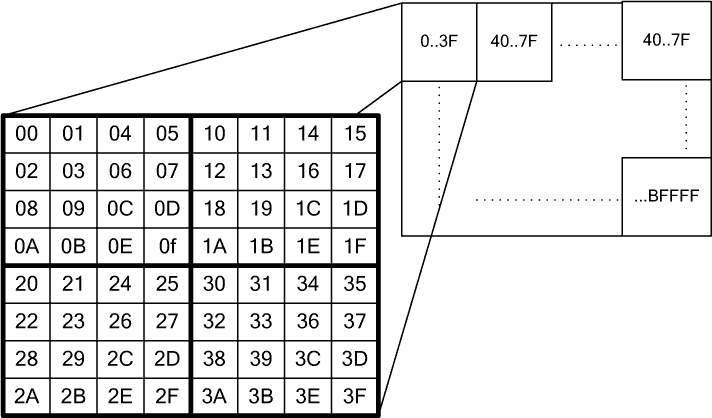 0..3F 40..7F 40..7F
00 01 04 05 10 11 14 15
02 03 06 07 12 13 16 17
08 09 0C 0D 18 19 1C 1D
...BFFFF
0A 0B 0E 0f 1A 1B 1E 1F
20 21 24 25 30 31 34 35
22 23 26 27 32 33 36 37
28 29 2C 2D 38 39 3C 3D
2A 2B 2E 2F 3A 3B 3E 3F